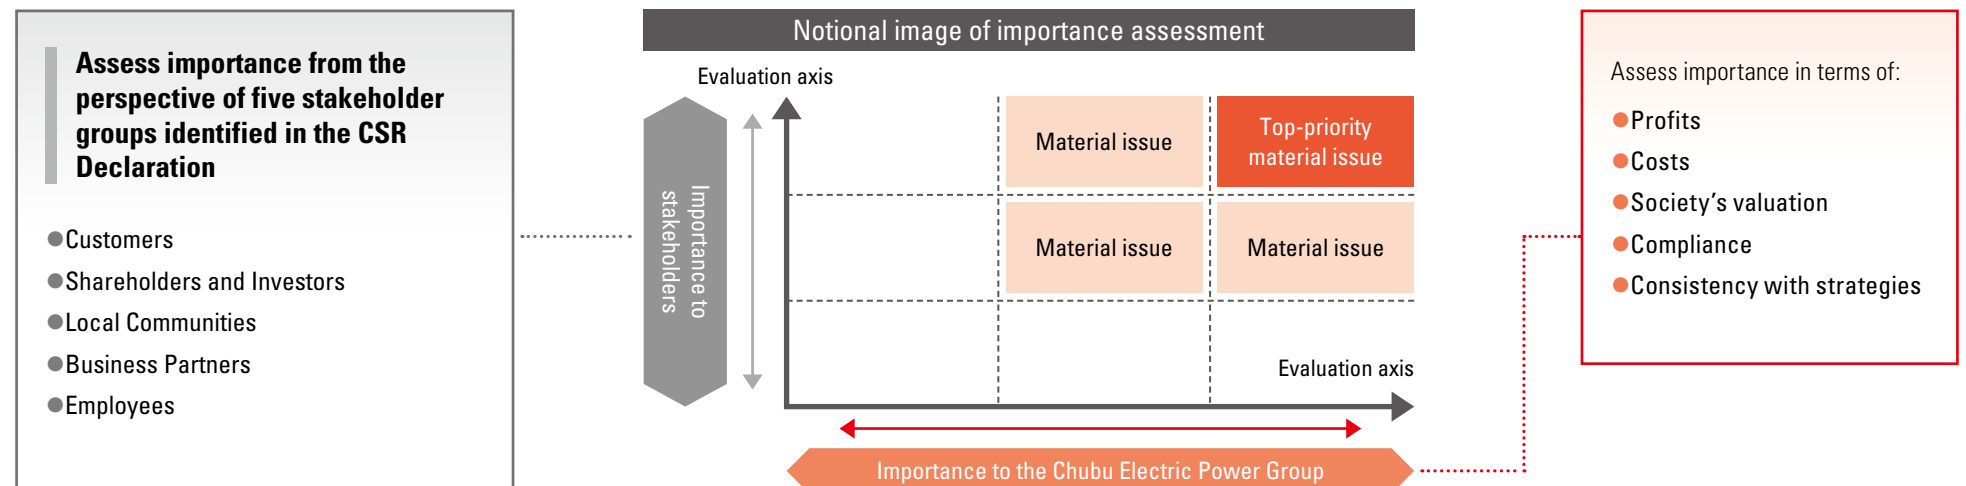 Assess importance from the
perspective of five stakeholder
groups identified in the CSR
Declaration
●Customers
●Shareholders and Investors
●Local Communities
●Business Partners
●Employees
Notional image of importance assessment
Evaluation axis
Importance to
stakeholders
Material issue
Top-priority
material issue
Material issue
Material issue
Evaluation axis
Importance to the Chubu Electric Power Group
Assess importance in terms of:
●Profits
●Costs
●Society’s valuation
●Compliance
●Consistency with strategies